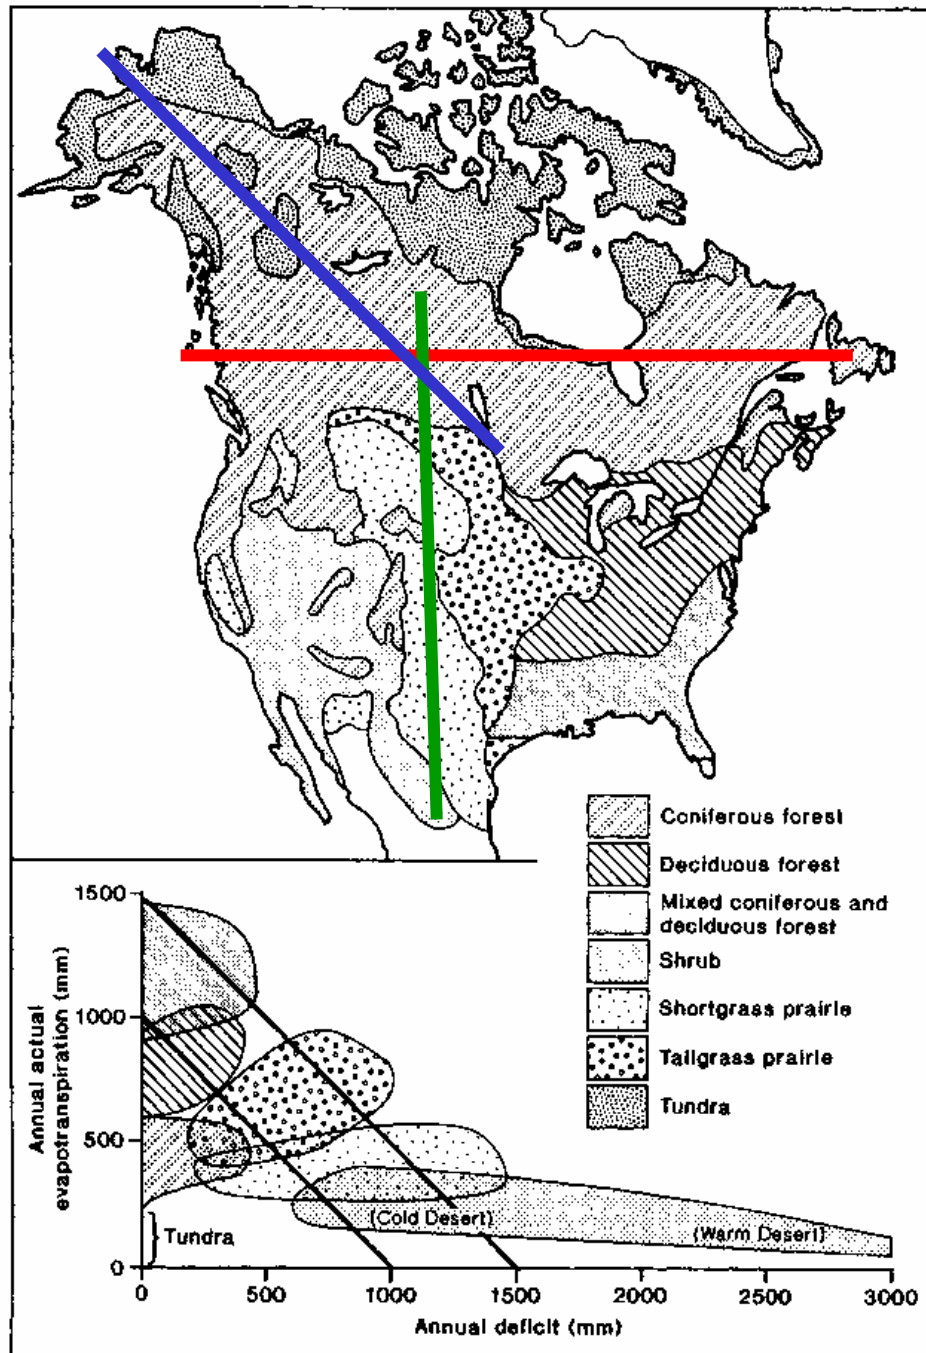 Coniferous forest
Deciduous forest
Mixed coniferous and
deciduous forest
Shrub
Shortgrass prairie
Tallgrass prairie
Tundra
Annual actual
evapotranspiration (mm)
1500
1000
500
0
Tundra
(Cold Desert)
(Warm Desert)
0 500 1000 1500 2000 2500 3000
Annual deficit (mm)